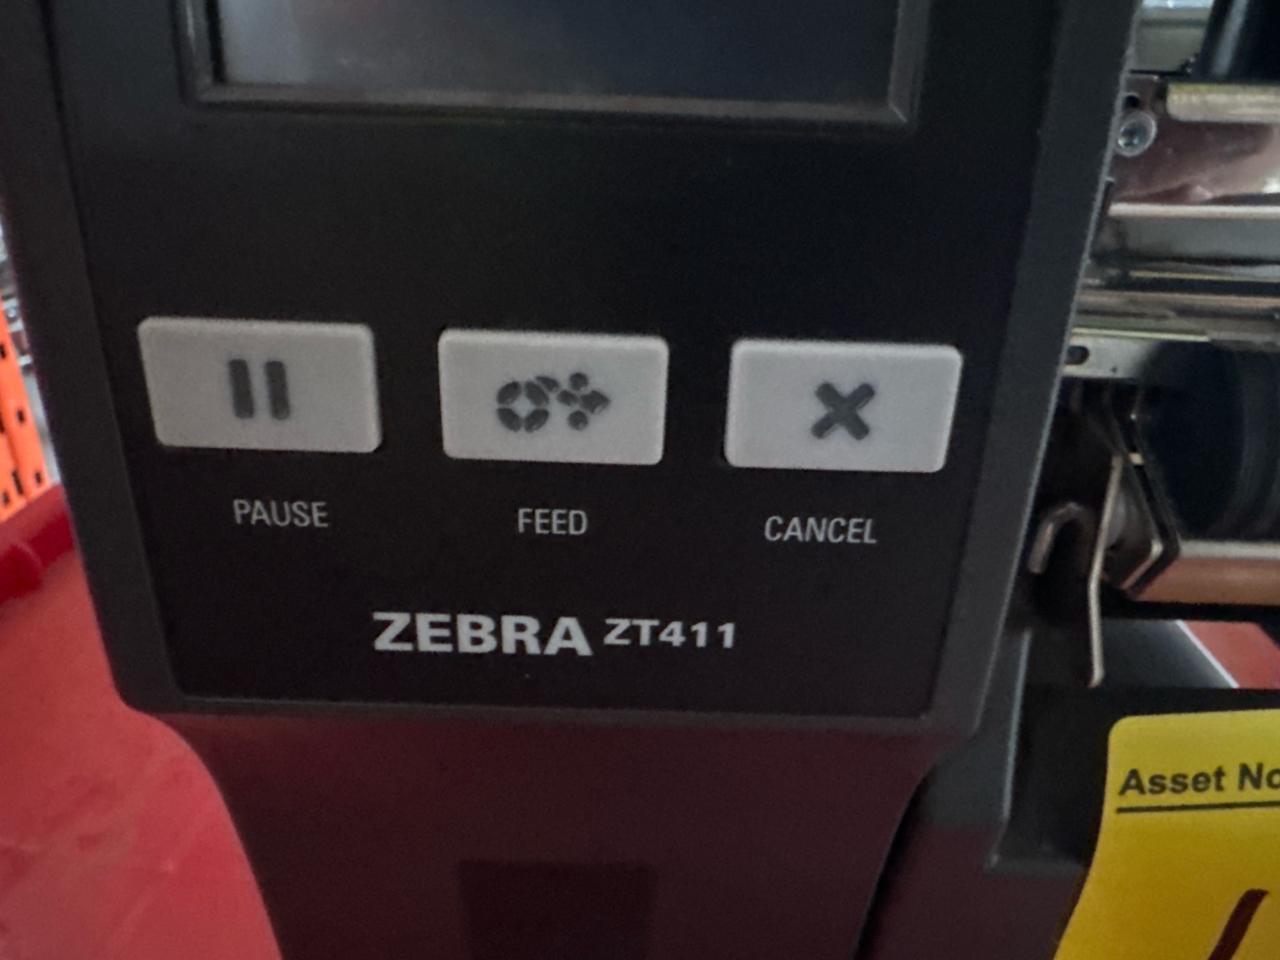 PAUSE FEED CANCEL
ZEBRA ZT411
Asset No